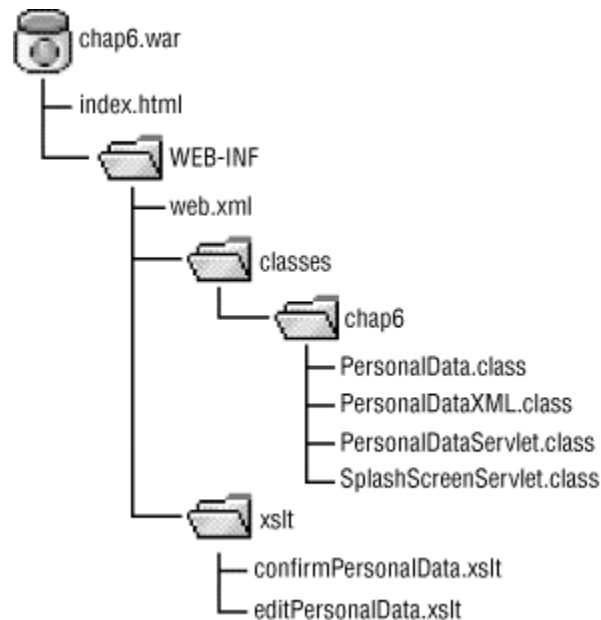 chap6.war
index.html
WEB-INF
web.xml
classes
chap6
PersonalData.class
PersonalDataXML.class
PersonalDataServlet.class
SplashScreenServlet.class
xslt
confirmPersonalData.xslt
editPersonalData.xslt